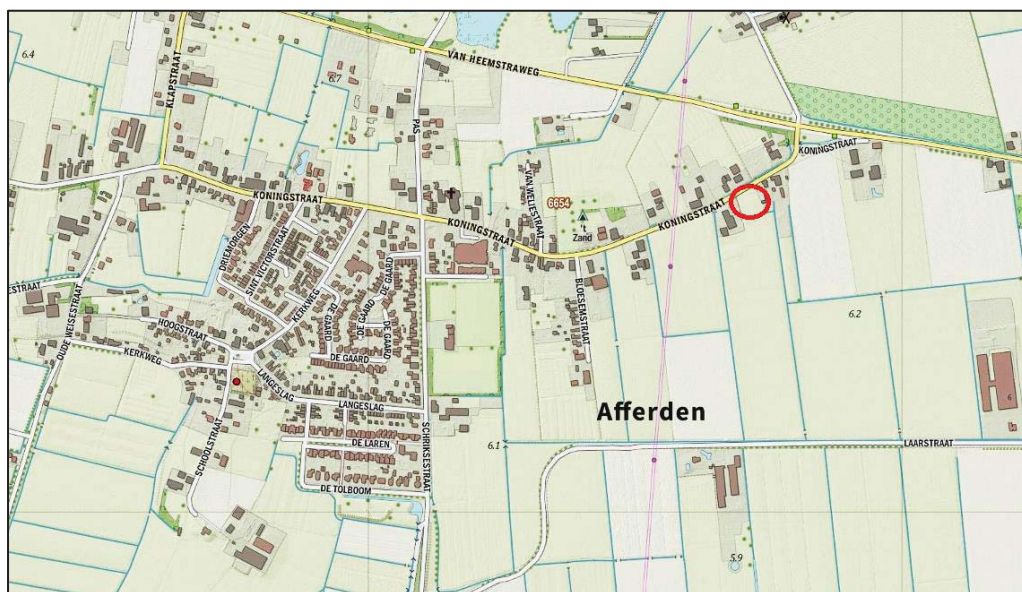 6.4
KLAPSTRAAT
6.7
PAS
VAN HEEMSTRAWEG
KONINGSTRAAT
KONINGSTRAAT
KONINGSTRAAT
KONINGSTRAAT
VAN WELIESTRAAT
6654
't
Zand
DRIEMORGEN
SINT VICTORSTRAAT
KERKWEG
DE GAARD
DE GAARD
DE GAARD
DE GAARD
DE GAARD
BLOESEMSTRAAT
6.2
ESTRAAT
OUDE WEISESTRAAT
HOOGSTRAAT
KERKWEG
LANGESLAG
LANGESLAG
Afferden
6
SCHOOLSTRAAT
SCHRIKSESTRAAT
DE LAREN
6.1
LAARSTRAAT
DE TOLBOOM
5.9